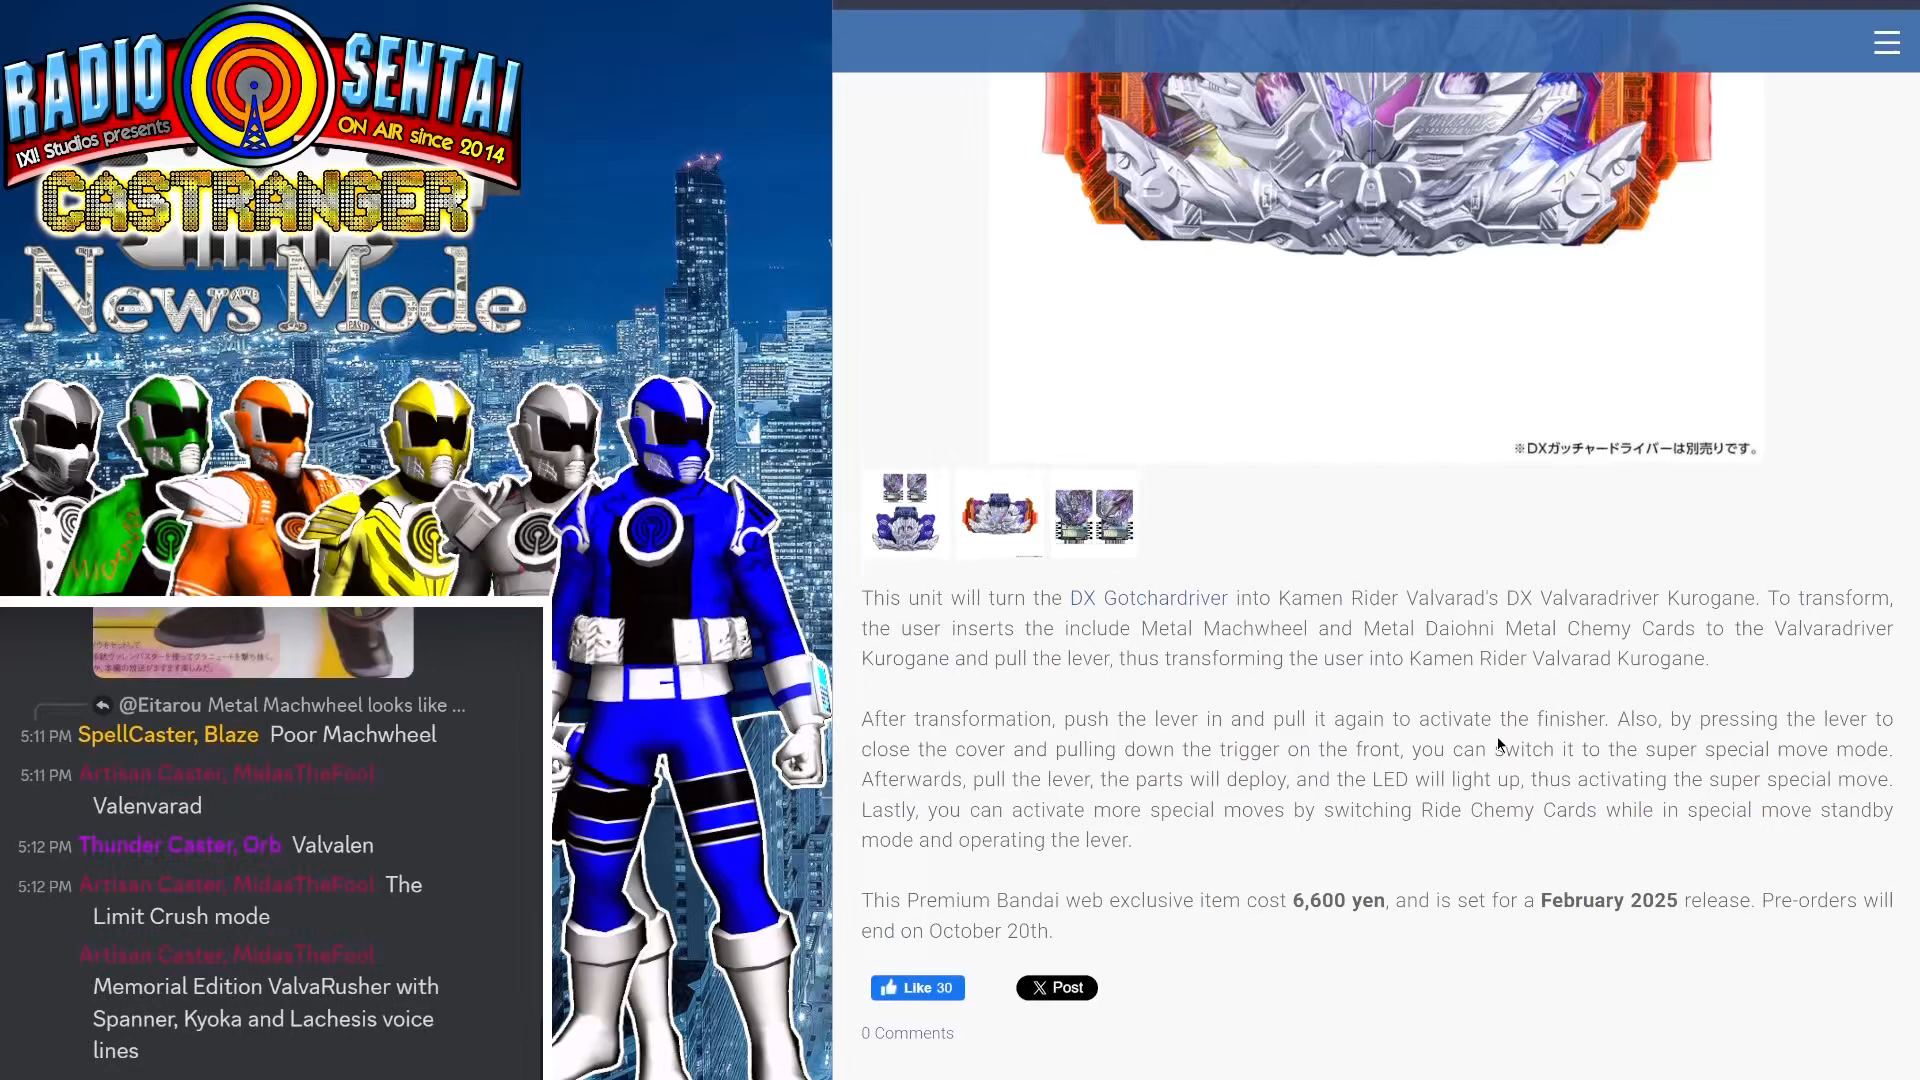 RADIO SENTAI
IXI! Studios presents
ON AIR since 2014
CASTRANGER
News Mode
@Eitarou Metal Machwheel looks like ...
5:11 PM SpellCaster, Blaze Poor Machwheel
5:11 PM Artisan Caster, MidasTheFool
Valenvarad
5:12 PM Thunder Caster, Orb Valvalen
5:12 PM Artisan Caster, MidasTheFool The
Limit Crush mode
Artisan Caster, MidasTheFool
Memorial Edition ValvaRusher with
Spanner, Kyoka and Lachesis voice
lines
※DXガッチャードライバーは別売りです。
This unit will turn the DX Gotchardriver into Kamen Rider Valvarad's DX Valvaradriver Kurogane. To transform,
the user inserts the include Metal Machwheel and Metal Daiohni Metal Chemy Cards to the Valvaradriver
Kurogane and pull the lever, thus transforming the user into Kamen Rider Valvarad Kurogane.
After transformation, push the lever in and pull it again to activate the finisher. Also, by pressing the lever to
close the cover and pulling down the trigger on the front, you can switch it to the super special move mode.
Afterwards, pull the lever, the parts will deploy, and the LED will light up, thus activating the super special move.
Lastly, you can activate more special moves by switching Ride Chemy Cards while in special move standby
mode and operating the lever.
This Premium Bandai web exclusive item cost 6,600 yen, and is set for a February 2025 release. Pre-orders will
end on October 20th.
Like 30
X Post
0 Comments